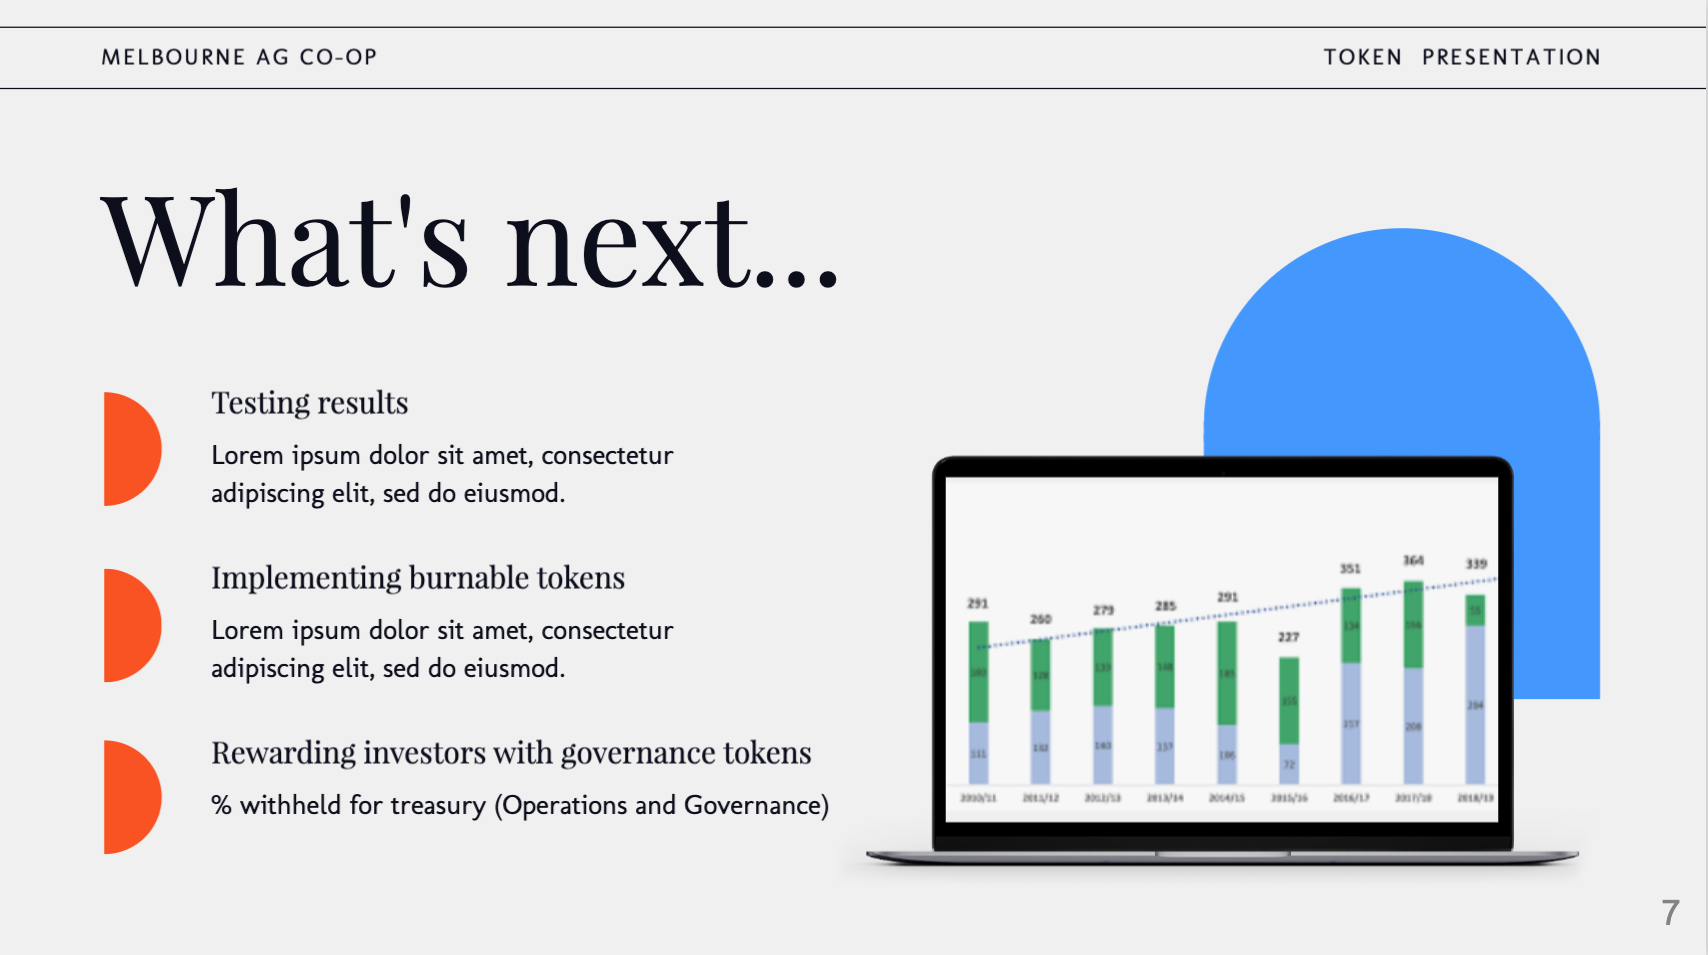 MELBOURNE AG CO-OP
TOKEN PRESENTATION
What's next...
Testing results
Lorem ipsum dolor sit amet, consectetur
adipiscing elit, sed do eiusmod.
Implementing burnable tokens
Lorem ipsum dolor sit amet, consectetur
adipiscing elit, sed do eiusmod.
Rewarding investors with governance tokens
% withheld for treasury (Operations and Governance)
291 260 279 285 291 227 351 364 339
111 72
2010/11 2011/12 2012/13 2013/14 2014/15 2015/16 2016/17 2017/18 2018/19
7